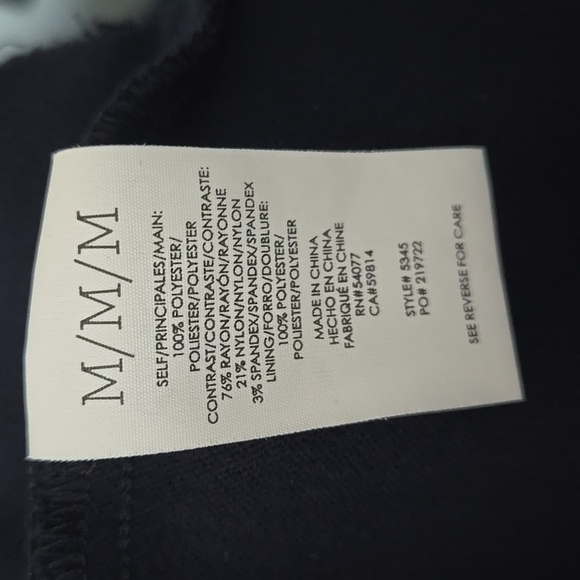 M/M/M
SELF/PRINCIPALES/MAIN:
100% POLYESTER/
POLIESTER/POLYESTER
CONTRAST/CONTRASTE/CONTRASTE:
76% RAYON/RAYÓN/RAYONNE
21% NYLON/NYLON/NYLON
3% SPANDEX/SPANDEX/SPANDEX
LINING/FORRO/DOUBLURE:
100% POLYESTER/
POLIESTER/POLYESTER
MADE IN CHINA
HECHO EN CHINA
FABRIQUÉ EN CHINE
RN#54077
CA#59814
STYLE# 5345
PO# 219722
SEE REVERSE FOR CARE